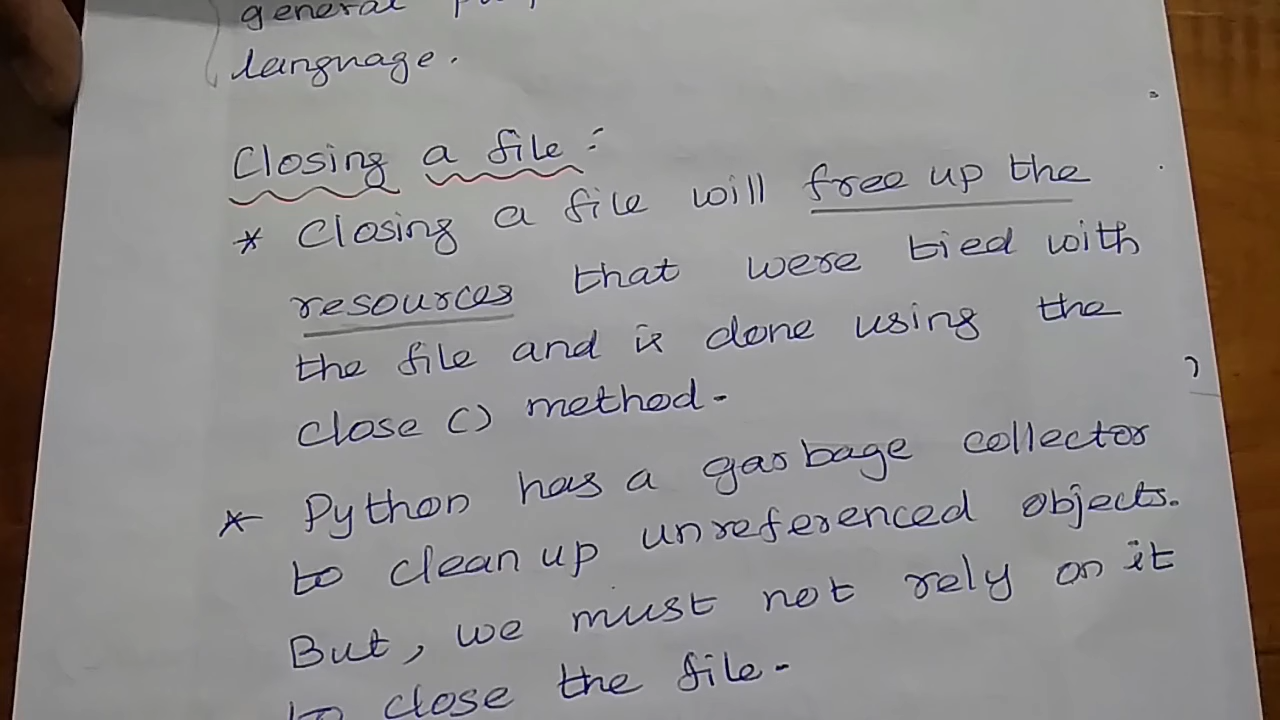 general
language.
Closing a file:
* Closing a file will free up the
resources that were tied with
the file and is done using the
close () method.
* Python has a garbage collector
to clean up unreferenced objects.
But, we must not rely on it
to close the file.